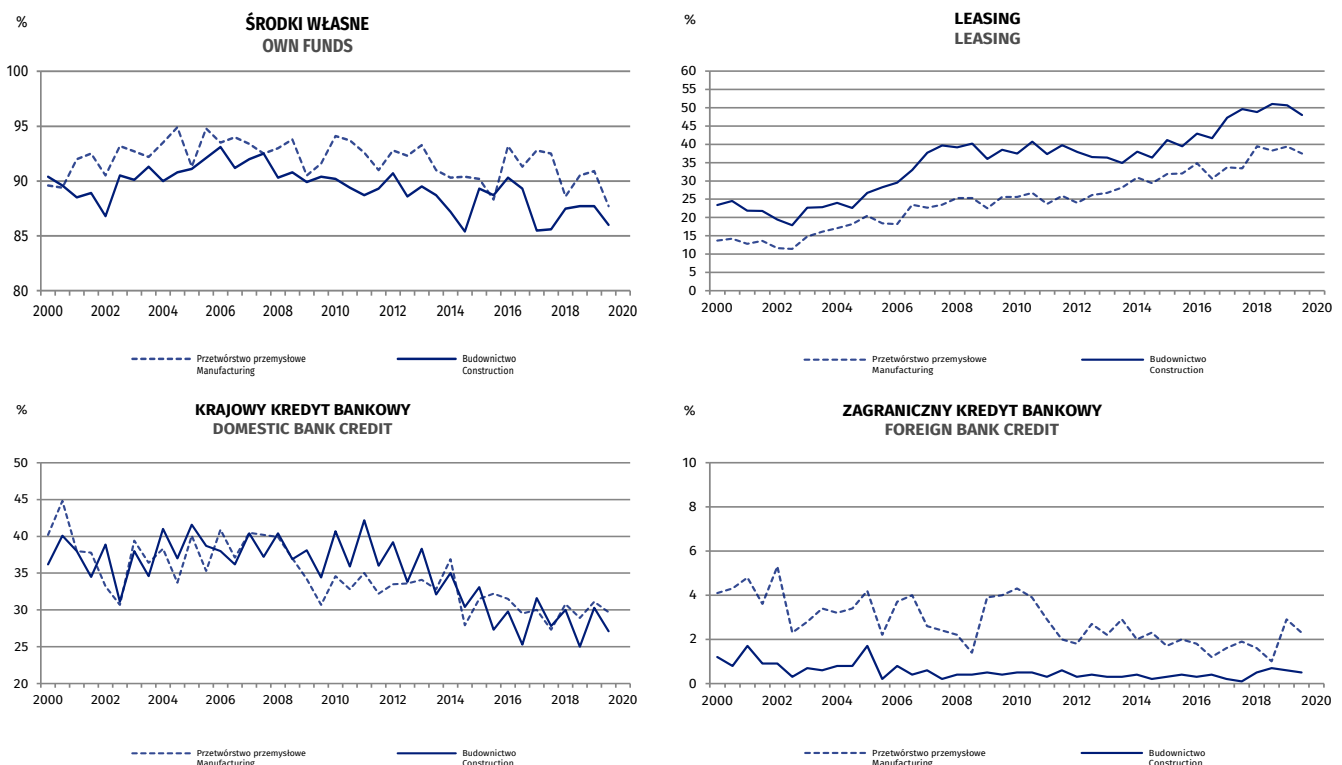 %
ŚRODKI WŁASNE
OWN FUNDS
100
95
90
85
80
2000 2002 2004 2006 2008 2010 2012 2014 2016 2018 2020
Przetwórstwo przemysłowe
Manufacturing
Budownictwo
Construction
%
LEASING
LEASING
60
55
50
45
40
35
30
25
20
15
10
5
0
2000 2002 2004 2006 2008 2010 2012 2014 2016 2018 2020
Przetwórstwo przemysłowe
Manufacturing
Budownictwo
Construction
%
KRAJOWY KREDYT BANKOWY
DOMESTIC BANK CREDIT
50
45
40
35
30
25
20
2000 2002 2004 2006 2008 2010 2012 2014 2016 2018 2020
Przetwórstwo przemysłowe
Manufacturing
Budownictwo
Construction
%
ZAGRANICZNY KREDYT BANKOWY
FOREIGN BANK CREDIT
10
8
6
4
2
0
2000 2002 2004 2006 2008 2010 2012 2014 2016 2018 2020
Przetwórstwo przemysłowe
Manufacturing
Budownictwo
Construction